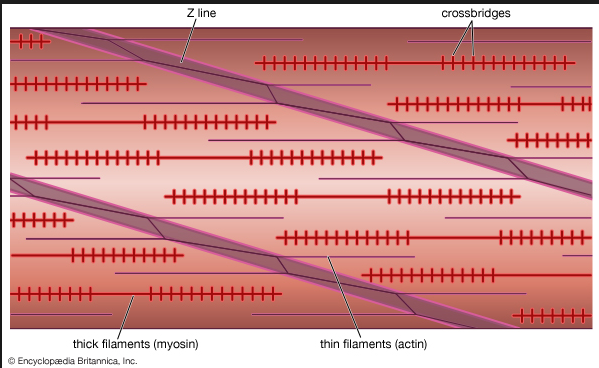 Z line
crossbridges
thick filaments (myosin)
thin filaments (actin)
© Encyclopædia Britannica, Inc.